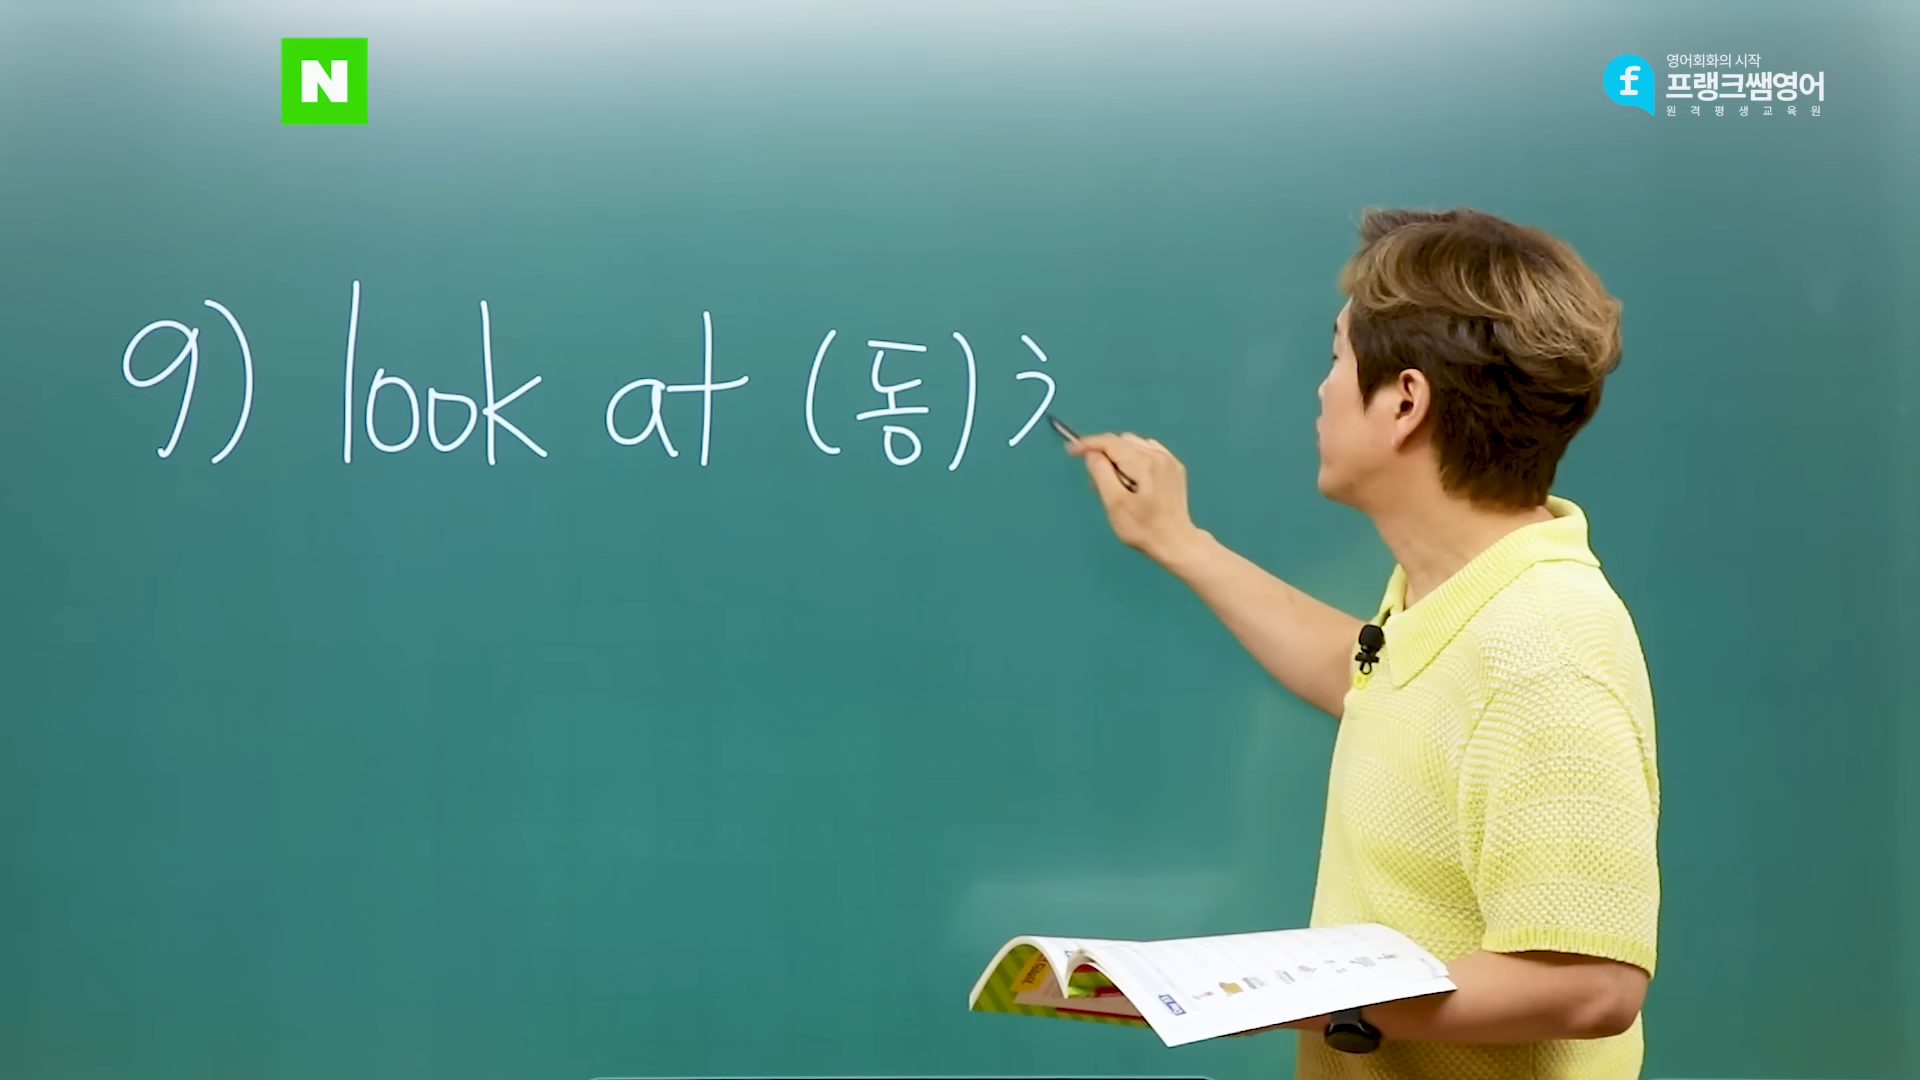 N
영어회화의 시작
프랭크쌤영어
원격평생교육원
9) look at (동)